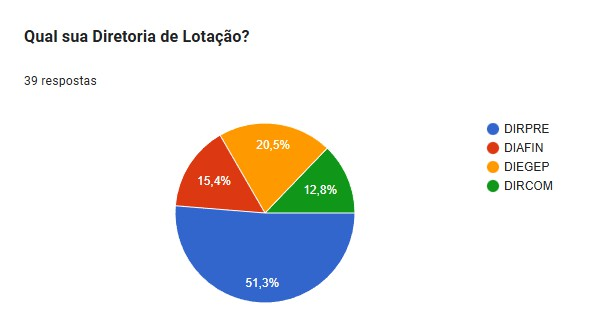 Qual sua Diretoria de Lotação?
39 respostas
20,5%
15,4%
12,8%
51,3%
DIRPRE
DIAFIN
DIEGEP
DIRCOM